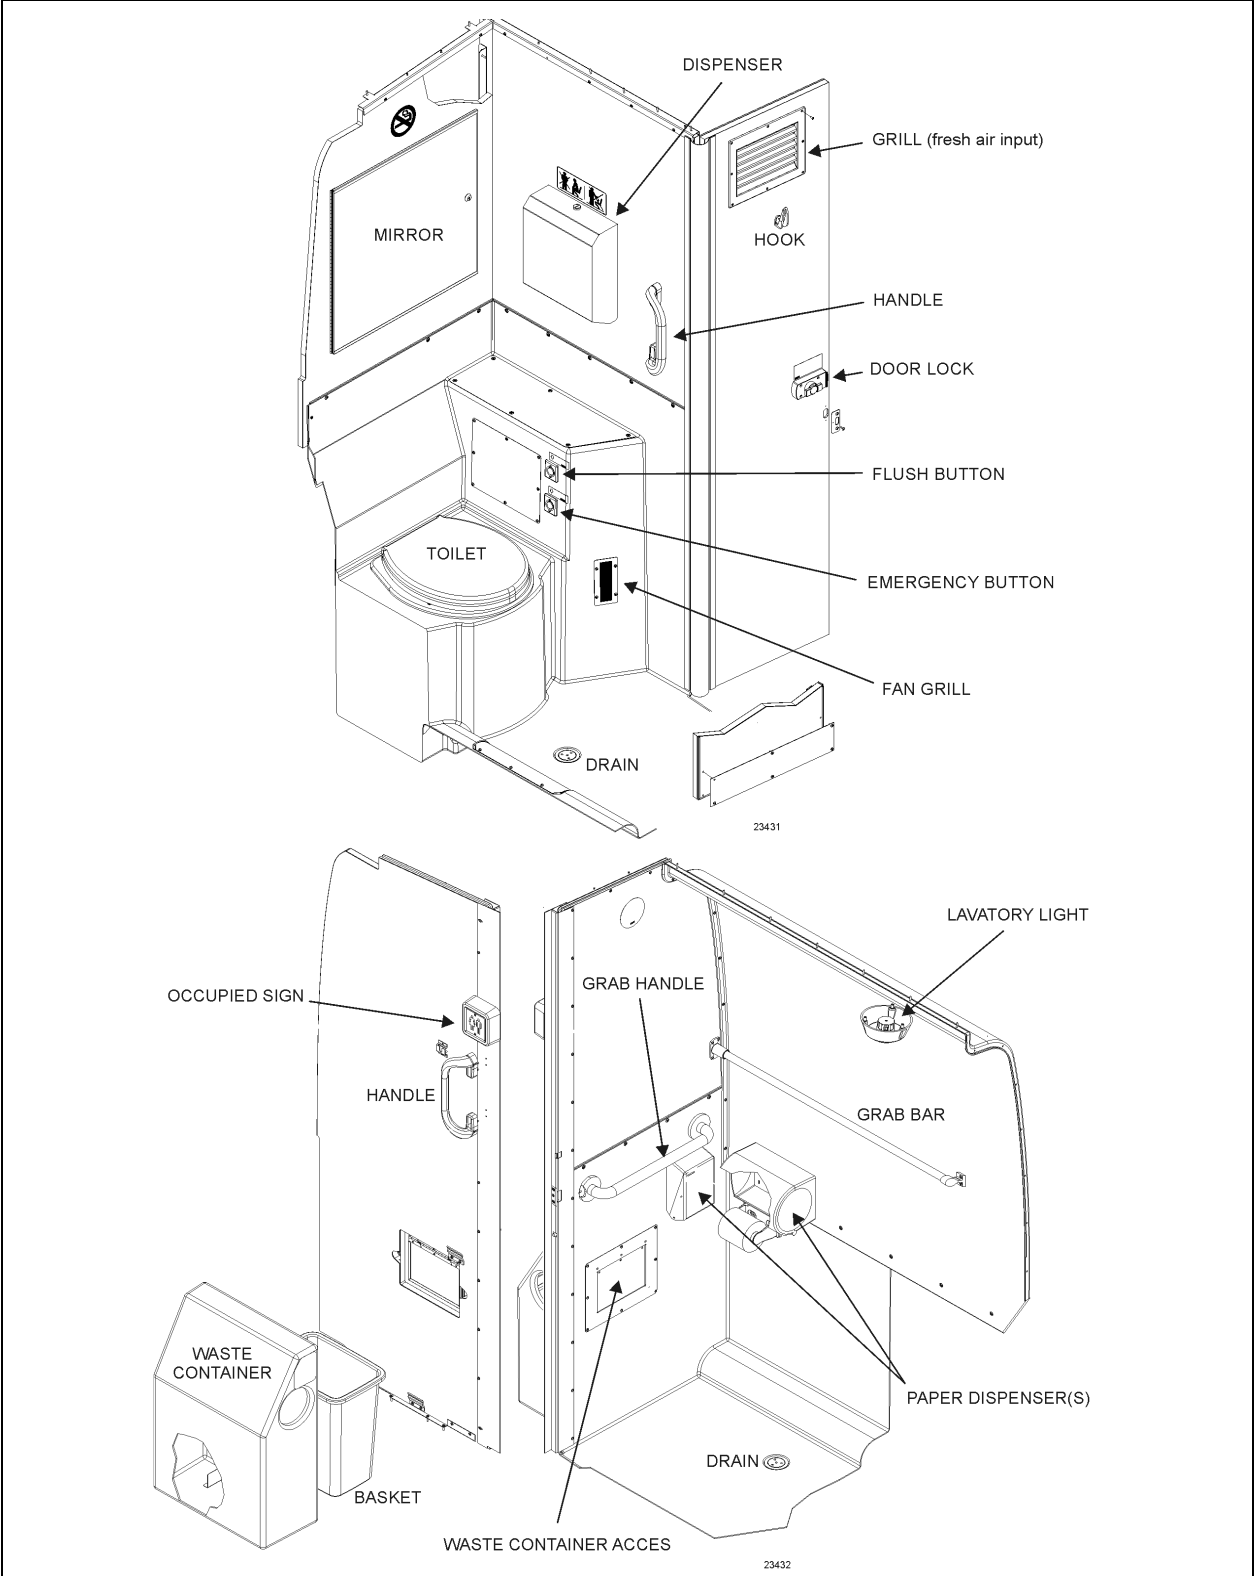 DISPENSER
GRILL (fresh air input)
MIRROR
HOOK
HANDLE
DOOR LOCK
FLUSH BUTTON
TOILET
EMERGENCY BUTTON
FAN GRILL
DRAIN
23431
LAVATORY LIGHT
GRAB HANDLE
OCCUPIED SIGN
HANDLE
GRAB BAR
WASTE
CONTAINER
PAPER DISPENSER(S)
DRAIN
BASKET
WASTE CONTAINER ACCES
23432